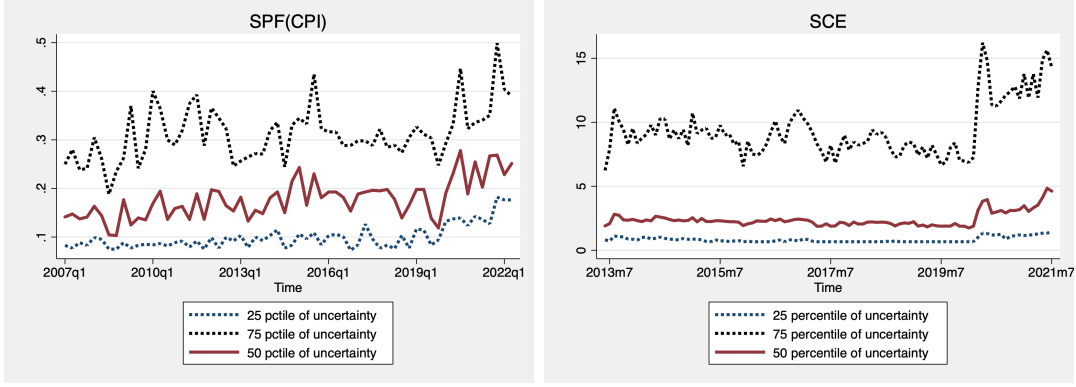 SPF(CPI)
.5
.4
.3
.2
.1
2007q1 2010q1 2013q1 2016q1 2019q1 2022q1
Time
25 pctile of uncertainty
75 pctile of uncertainty
50 pctile of uncertainty
SCE
15
10
5
0
2013m7 2015m7 2017m7 2019m7 2021m7
Time
25 percentile of uncertainty
75 percentile of uncertainty
50 percentile of uncertainty